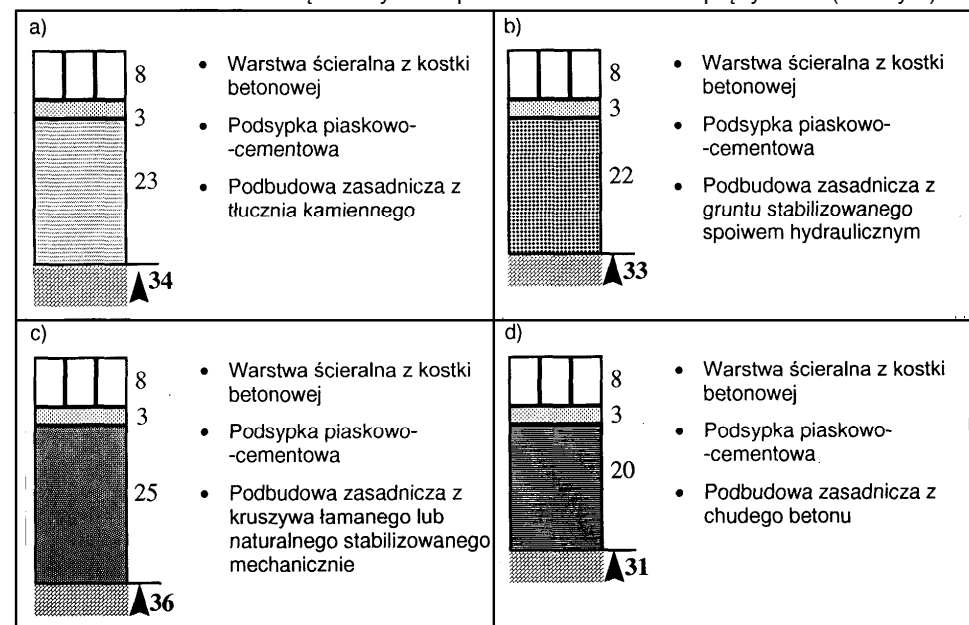 a)
8
3
23
34
• Warstwa ścieralna z kostki
betonowej
• Podsypka piaskowo-
-cementowa
• Podbudowa zasadnicza z
tłucznia kamiennego
b)
8
3
22
33
• Warstwa ścieralna z kostki
betonowej
• Podsypka piaskowo-
-cementowa
• Podbudowa zasadnicza z
gruntu stabilizowanego
spoiwem hydraulicznym
c)
8
3
25
36
• Warstwa ścieralna z kostki
betonowej
• Podsypka piaskowo-
-cementowa
• Podbudowa zasadnicza z
kruszywa łamanego lub
naturalnego stabilizowanego
mechanicznie
d)
8
3
20
31
• Warstwa ścieralna z kostki
betonowej
• Podsypka piaskowo-
-cementowa
• Podbudowa zasadnicza z
chudego betonu